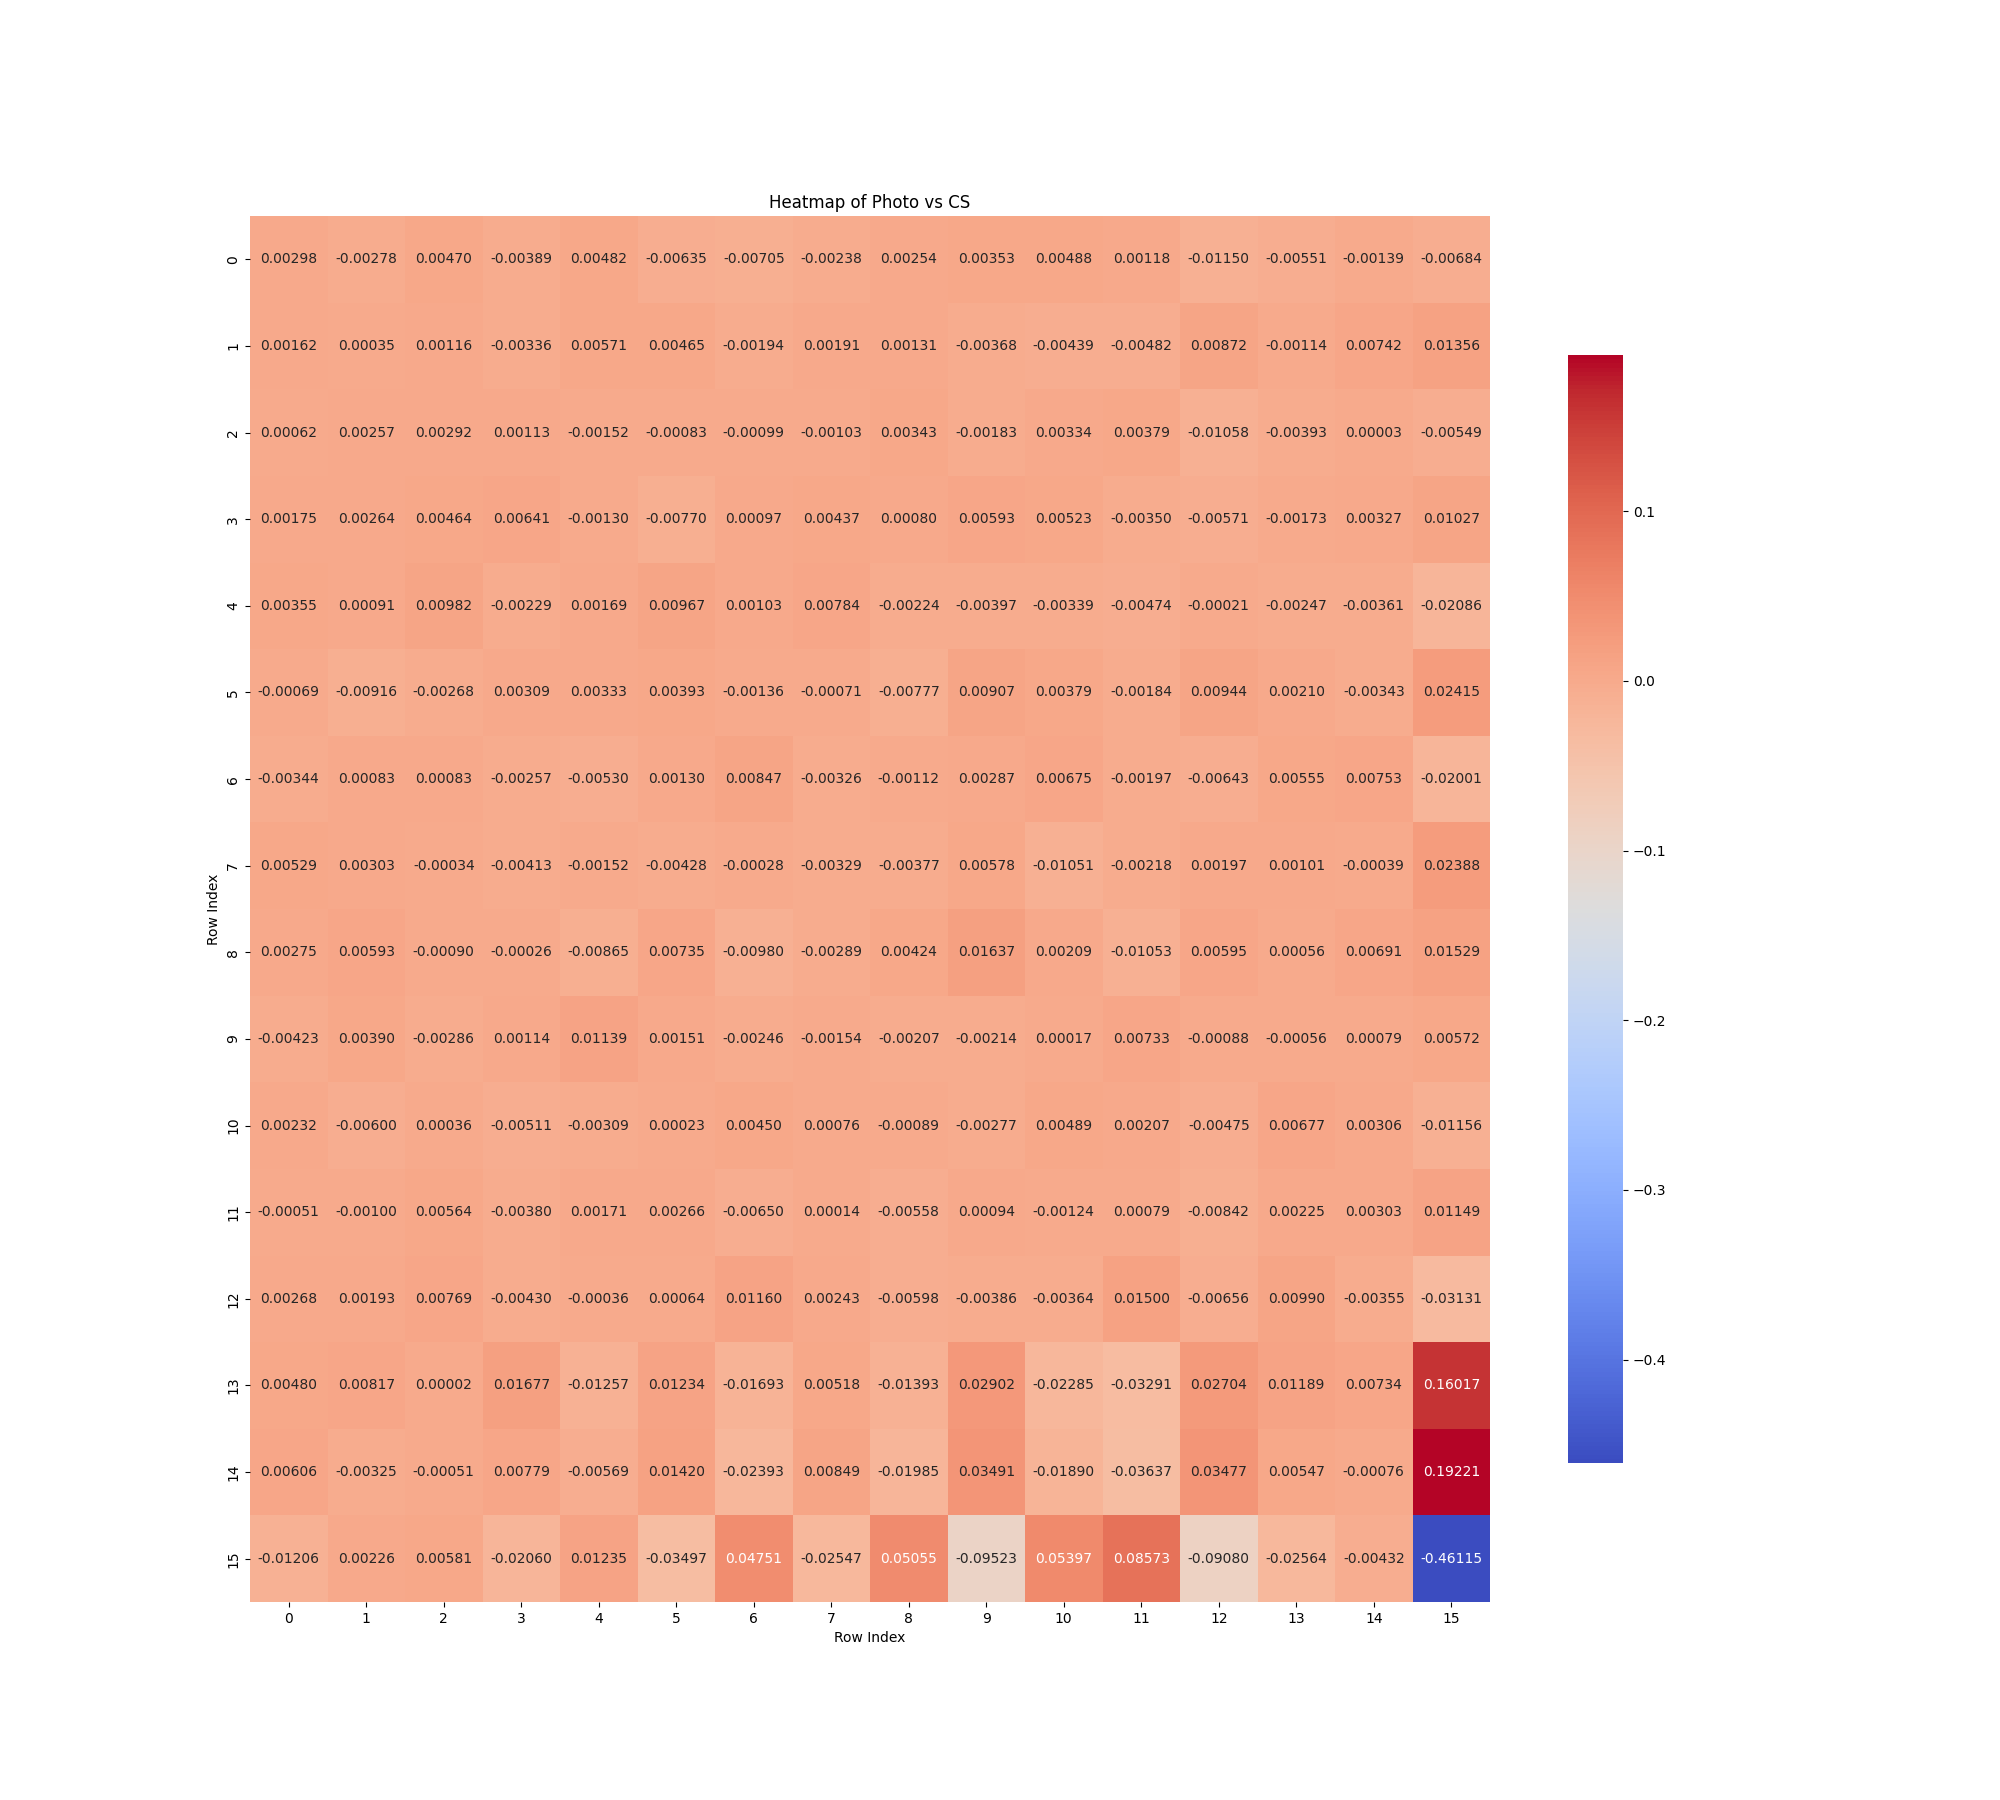 Heatmap of Photo vs CS
0 0.00298 -0.00278 0.00470 -0.00389 0.00482 -0.00635 -0.00705 -0.00238 0.00254 0.00353 0.00488 0.00118 -0.01150 -0.00551 -0.00139 -0.00684
1 0.00162 0.00035 0.00116 -0.00336 0.00571 0.00465 -0.00194 0.00191 0.00131 -0.00368 -0.00439 -0.00482 0.00872 -0.00114 0.00742 0.01356
2 0.00062 0.00257 0.00292 0.00113 -0.00152 -0.00083 -0.00099 -0.00103 0.00343 -0.00183 0.00334 0.00379 -0.01058 -0.00393 0.00003 -0.00549
3 0.00175 0.00264 0.00464 0.00641 -0.00130 -0.00770 0.00097 0.00437 0.00080 0.00593 0.00523 -0.00350 -0.00571 -0.00173 0.00327 0.01027
4 0.00355 0.00091 0.00982 -0.00229 0.00169 0.00967 0.00103 0.00784 -0.00224 -0.00397 -0.00339 -0.00474 -0.00021 -0.00247 -0.00361 -0.02086
5 -0.00069 -0.00916 -0.00268 0.00309 0.00333 0.00393 -0.00136 -0.00071 -0.00777 0.00907 0.00379 -0.00184 0.00944 0.00210 -0.00343 0.02415
6 -0.00344 0.00083 0.00083 -0.00257 -0.00530 0.00130 0.00847 -0.00326 -0.00112 0.00287 0.00675 -0.00197 -0.00643 0.00555 0.00753 -0.02001
7 0.00529 0.00303 -0.00034 -0.00413 -0.00152 -0.00428 -0.00028 -0.00329 -0.00377 0.00578 -0.01051 -0.00218 0.00197 0.00101 -0.00039 0.02388
8 0.00275 0.00593 -0.00090 -0.00026 -0.00865 0.00735 -0.00980 -0.00289 0.00424 0.01637 0.00209 -0.01053 0.00595 0.00056 0.00691 0.01529
9 -0.00423 0.00390 -0.00286 0.00114 0.01139 0.00151 -0.00246 -0.00154 -0.00207 -0.00214 0.00017 0.00733 -0.00088 -0.00056 0.00079 0.00572
10 0.00232 -0.00600 0.00036 -0.00511 -0.00309 0.00023 0.00450 0.00076 -0.00089 -0.00277 0.00489 0.00207 -0.00475 0.00677 0.00306 -0.01156
11 -0.00051 -0.00100 0.00564 -0.00380 0.00171 0.00266 -0.00650 0.00014 -0.00558 0.00094 -0.00124 0.00079 -0.00842 0.00225 0.00303 0.01149
12 0.00268 0.00193 0.00769 -0.00430 -0.00036 0.00064 0.01160 0.00243 -0.00598 -0.00386 -0.00364 0.01500 -0.00656 0.00990 -0.00355 -0.03131
13 0.00480 0.00817 0.00002 0.01677 -0.01257 0.01234 -0.01693 0.00518 -0.01393 0.02902 -0.02285 -0.03291 0.02704 0.01189 0.00734 0.16017
14 0.00606 -0.00325 -0.00051 0.00779 -0.00569 0.01420 -0.02393 0.00849 -0.01985 0.03491 -0.01890 -0.03637 0.03477 0.00547 -0.00076 0.19221
15 -0.01206 0.00226 0.00581 -0.02060 0.01235 -0.03497 0.04751 -0.02547 0.05055 -0.09523 0.05397 0.08573 -0.09080 -0.02564 -0.00432 -0.46115
0 1 2 3 4 5 6 7 8 9 10 11 12 13 14 15
Row Index
Row Index
0.1
0.0
−0.1
−0.2
−0.3
−0.4